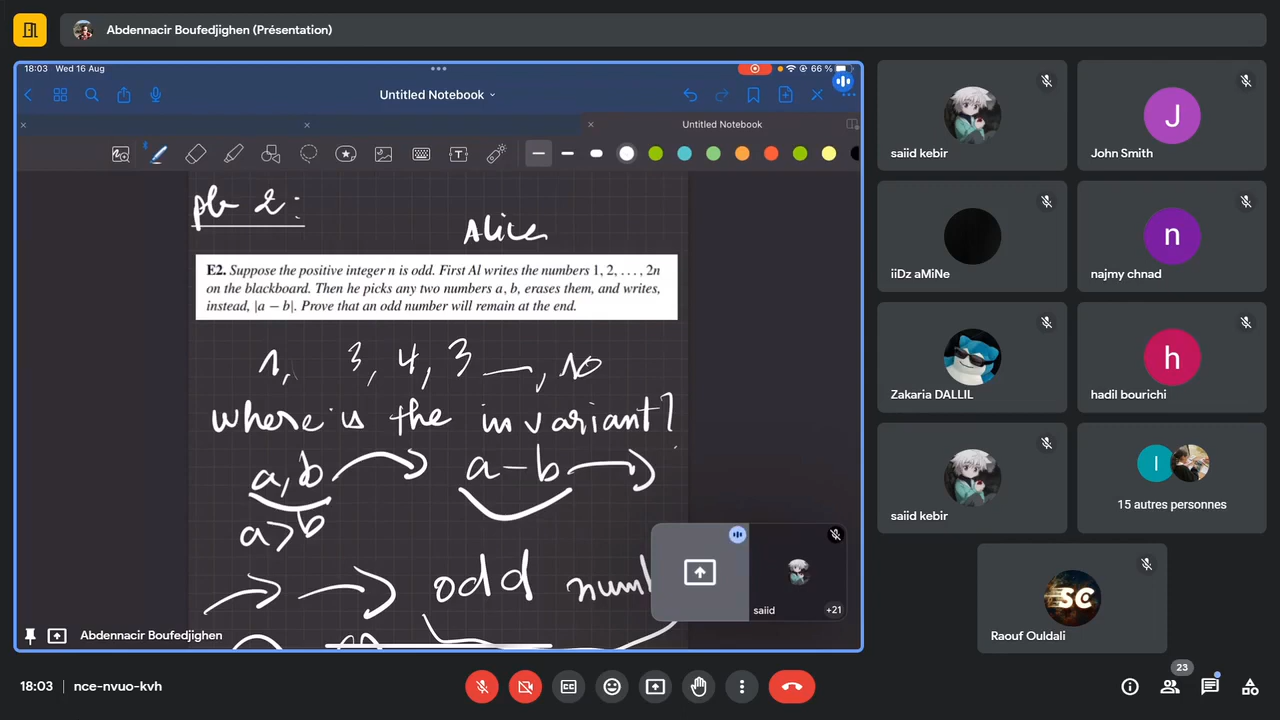 Abdennacir Boufedjighen (Présentation)
18:03 Wed 16 Aug
66 %
Untitled Notebook
Untitled Notebook
pb 2:
Alice
E2. Suppose the positive integer n is odd. First Al writes the numbers 1, 2, . . . , 2n
on the blackboard. Then he picks any two numbers a, b, erases them, and writes,
instead, |a − b|. Prove that an odd number will remain at the end.
1, 3, 4, 3 —, 10
where is the invariant?
a, b → a - b →
a > b
→ → odd
Abdennacir Boufedjighen
saiid
+21
saiid kebir
J
John Smith
iiDz aMiNe
n
najmy chnad
Zakaria DALLIL
h
hadil bourichi
saiid kebir
I
15 autres personnes
SC
Raouf Ouldali
18:03 | nce-nvuo-kvh
23